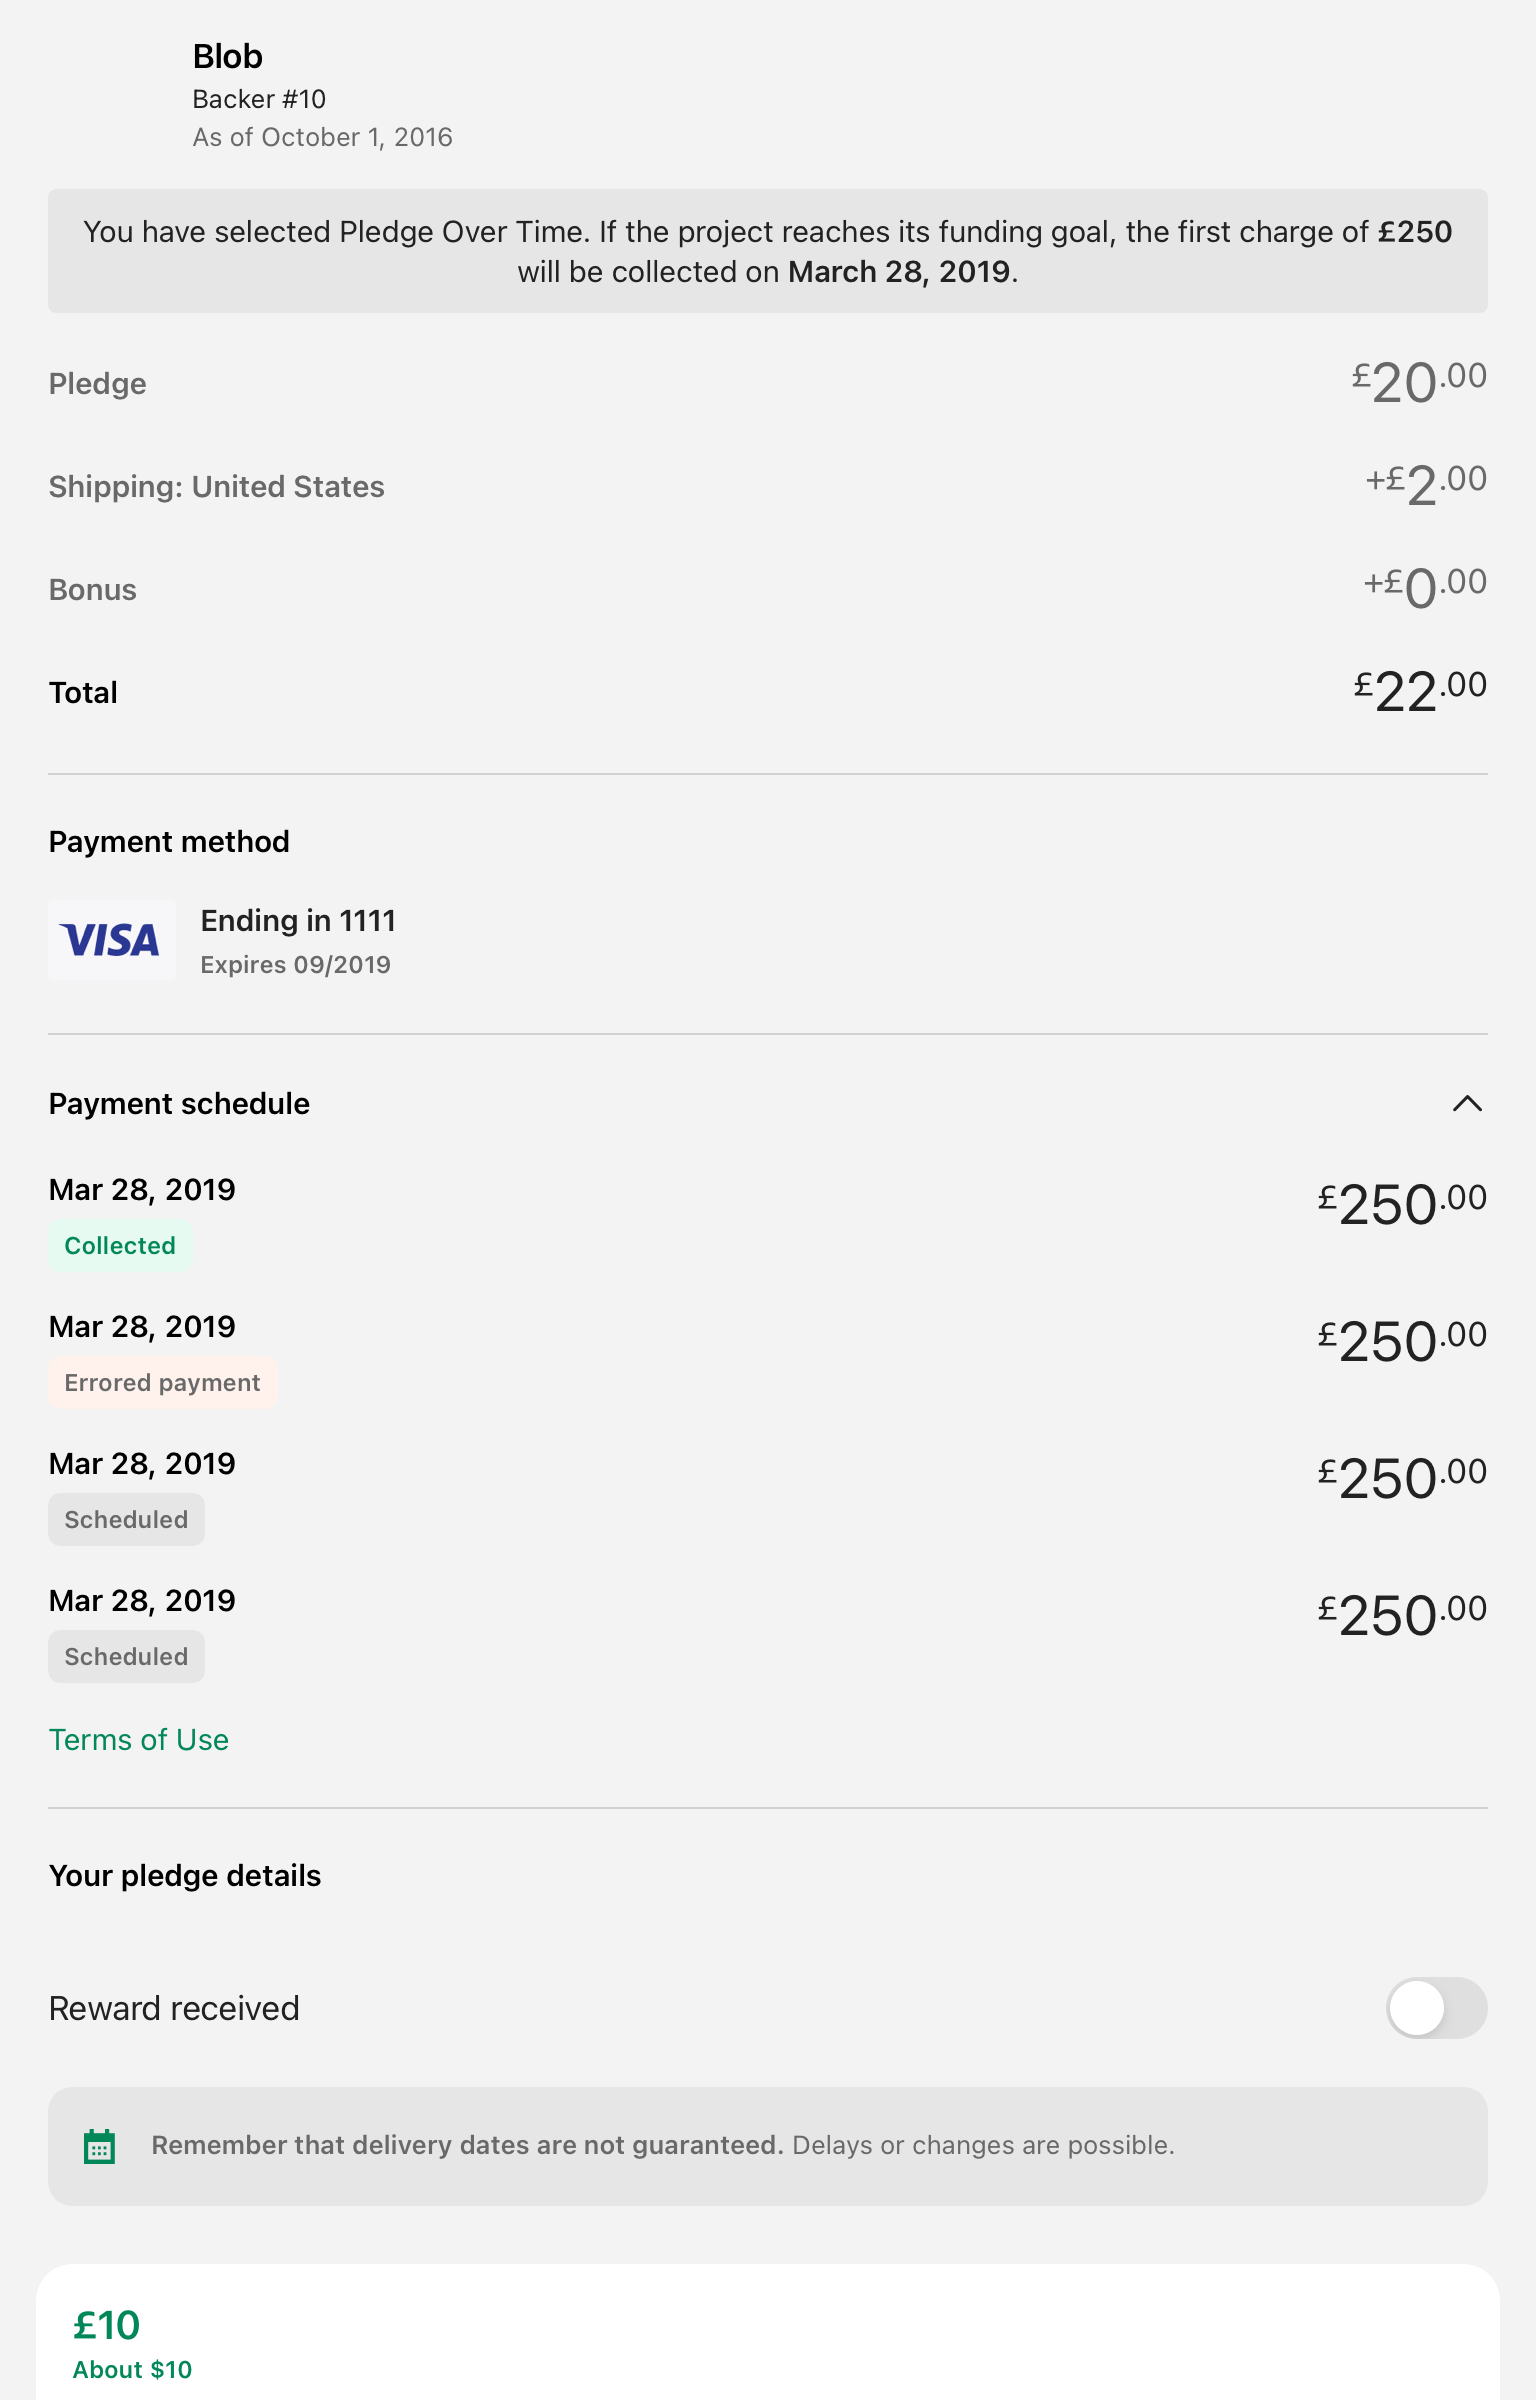 Blob
Backer #10
As of October 1, 2016
You have selected Pledge Over Time. If the project reaches its funding goal, the first charge of £250
will be collected on March 28, 2019.
Pledge £20.00
Shipping: United States +£2.00
Bonus +£0.00
Total £22.00
Payment method
VISA Ending in 1111
Expires 09/2019
Payment schedule
Mar 28, 2019 £250.00
Collected
Mar 28, 2019 £250.00
Errored payment
Mar 28, 2019 £250.00
Scheduled
Mar 28, 2019 £250.00
Scheduled
Terms of Use
Your pledge details
Reward received
Remember that delivery dates are not guaranteed. Delays or changes are possible.
£10
About $10